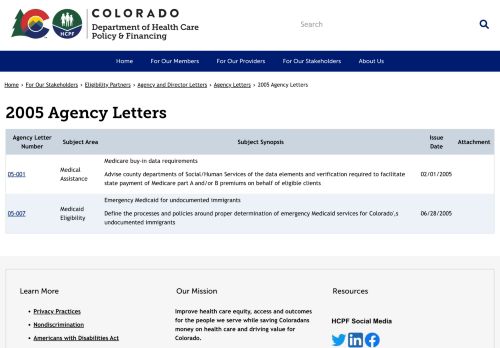 COLORADO
Department of Health Care
Policy & Financing
HCPF
Search
Home
For Our Members
For Our Providers
For Our Stakeholders
About Us
Home › For Our Stakeholders › Eligibility Partners › Agency and Director Letters › Agency Letters › 2005 Agency Letters
2005 Agency Letters
Agency Letter Number
Subject Area
Subject Synopsis
Issue Date
Attachment
05-001
Medical Assistance
Medicare buy-in data requirements
Advise county departments of Social/Human Services of the data elements and verification required to facilitate
state payment of Medicare part A and/or B premiums on behalf of eligible clients
02/01/2005
05-007
Medicaid Eligibility
Emergency Medicaid for undocumented immigrants
Define the processes and policies around proper determination of emergency Medicaid services for Colorado',s
undocumented immigrants
06/28/2005
Learn More
• Privacy Practices
• Nondiscrimination
• Americans with Disabilities Act
Our Mission
Improve health care equity, access and outcomes
for the people we serve while saving Coloradans
money on health care and driving value for
Colorado.
Resources
HCPF Social Media